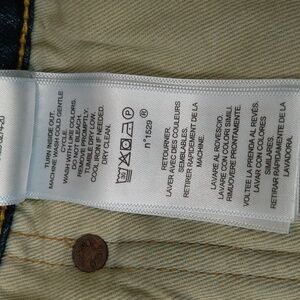 TURN INSIDE OUT.
MACHINE WASH COLD GENTLE
CYCLE.
WASH WITH LIKE COLORS.
DO NOT BLEACH.
REMOVE PROMPTLY.
TUMBLE DRY LOW.
COOL IRON IF NEEDED.
DRY CLEAN.
P
n°1529 ®
RETOURNER.
LAVER AVEC DES COULEURS
SEMBLABLES.
RETIRER RAPIDEMENT DE LA
MACHINE.
LAVARE AL ROVESCIO.
LAVARE CON COLORI SIMILI.
RIMUOVERE PRONTAMENTE.
VOLTEE LA PRENDA AL REVÉS.
LAVAR CON COLORES
SIMILARES.
RETIRAR RAPIDAMENTE DE LA
LAVADORA.